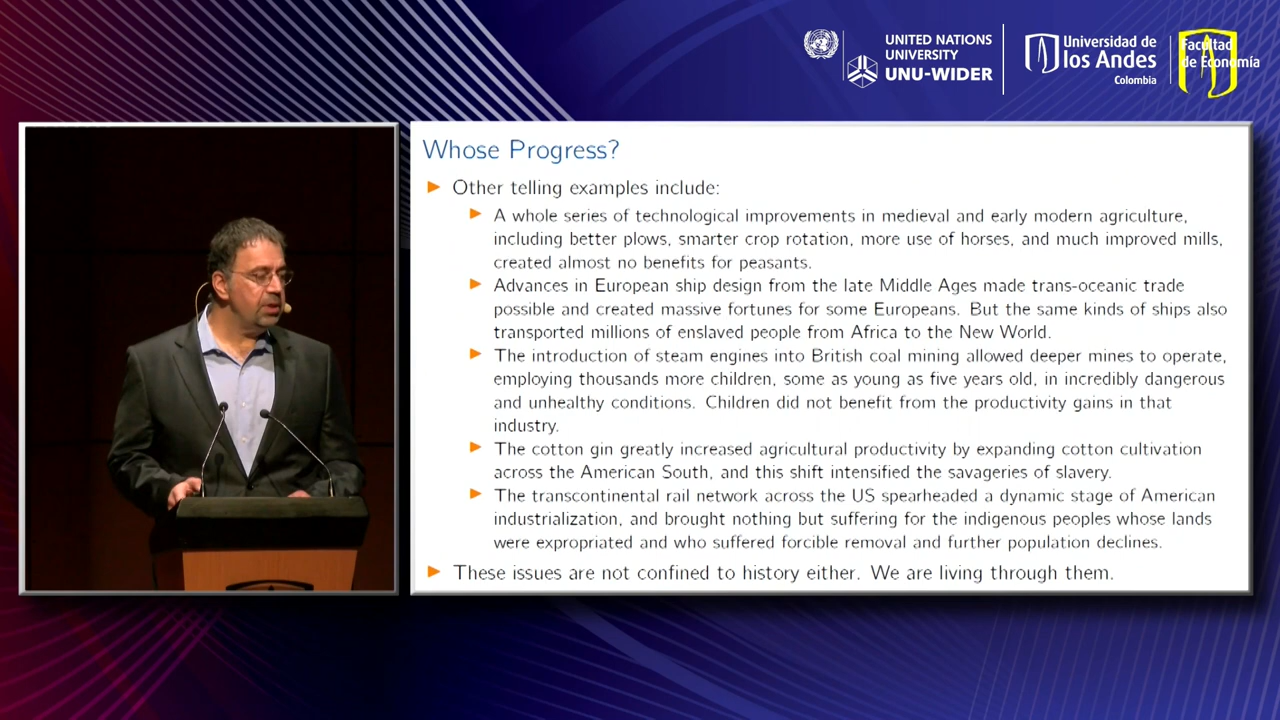 UNITED NATIONS
UNIVERSITY
UNU-WIDER
Universidad de
los Andes
Colombia
Facultad
de Economía
Whose Progress?
Other telling examples include:
A whole series of technological improvements in medieval and early modern agriculture,
including better plows, smarter crop rotation, more use of horses, and much improved mills,
created almost no benefits for peasants.
Advances in European ship design from the late Middle Ages made trans-oceanic trade
possible and created massive fortunes for some Europeans. But the same kinds of ships also
transported millions of enslaved people from Africa to the New World.
The introduction of steam engines into British coal mining allowed deeper mines to operate,
employing thousands more children, some as young as five years old, in incredibly dangerous
and unhealthy conditions. Children did not benefit from the productivity gains in that
industry.
The cotton gin greatly increased agricultural productivity by expanding cotton cultivation
across the American South, and this shift intensified the savageries of slavery.
The transcontinental rail network across the US spearheaded a dynamic stage of American
industrialization, and brought nothing but suffering for the indigenous peoples whose lands
were expropriated and who suffered forcible removal and further population declines.
These issues are not confined to history either. We are living through them.